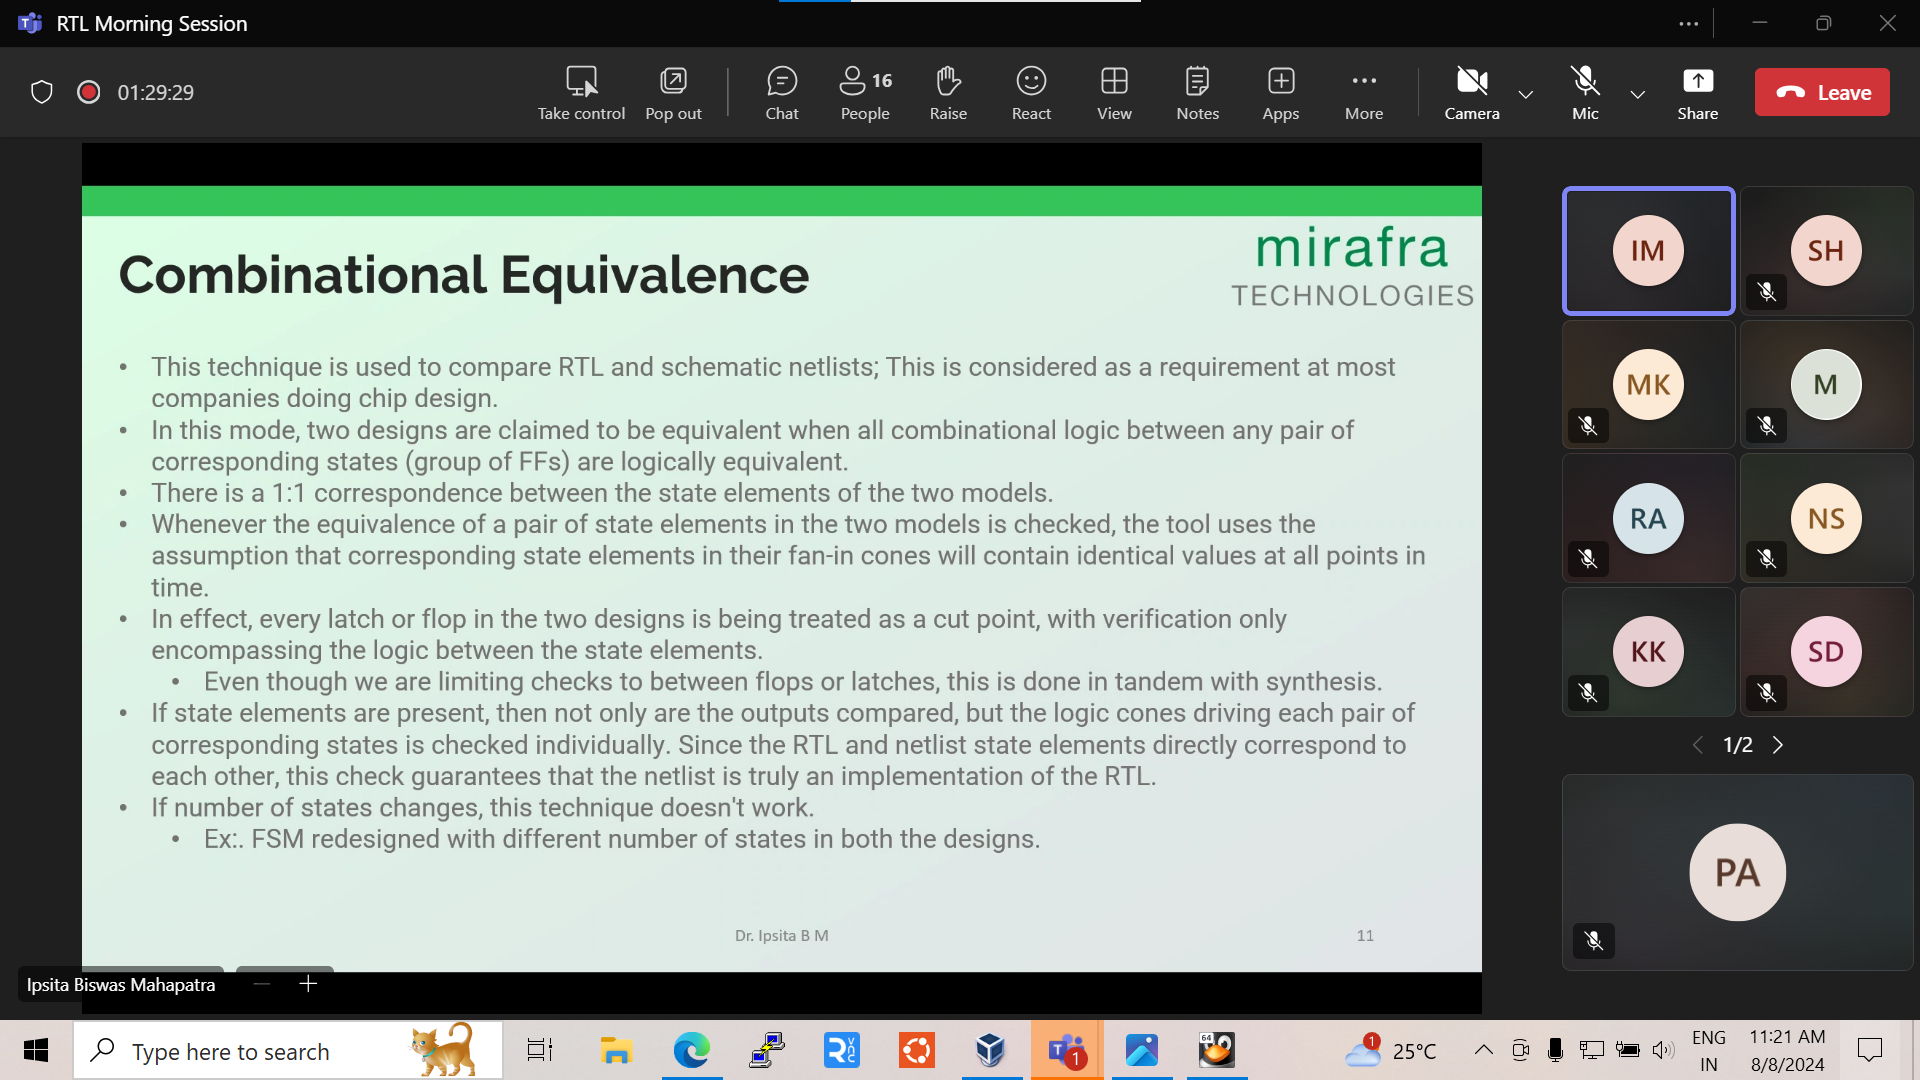 RTL Morning Session
01:29:29
Take control
Pop out
Chat
16
People
Raise
React
View
Notes
Apps
More
Camera
Mic
Share
Leave
mirafra
TECHNOLOGIES
Combinational Equivalence
• This technique is used to compare RTL and schematic netlists; This is considered as a requirement at most
companies doing chip design.
• In this mode, two designs are claimed to be equivalent when all combinational logic between any pair of
corresponding states (group of FFs) are logically equivalent.
• There is a 1:1 correspondence between the state elements of the two models.
• Whenever the equivalence of a pair of state elements in the two models is checked, the tool uses the
assumption that corresponding state elements in their fan-in cones will contain identical values at all points in
time.
• In effect, every latch or flop in the two designs is being treated as a cut point, with verification only
encompassing the logic between the state elements.
• Even though we are limiting checks to between flops or latches, this is done in tandem with synthesis.
• If state elements are present, then not only are the outputs compared, but the logic cones driving each pair of
corresponding states is checked individually. Since the RTL and netlist state elements directly correspond to
each other, this check guarantees that the netlist is truly an implementation of the RTL.
• If number of states changes, this technique doesn't work.
• Ex:. FSM redesigned with different number of states in both the designs.
Dr. Ipsita B M
11
Ipsita Biswas Mahapatra
IM
SH
MK
M
RA
NS
KK
SD
1/2
PA
Type here to search
1
64
1
25°C
ENG
IN
11:21 AM
8/8/2024